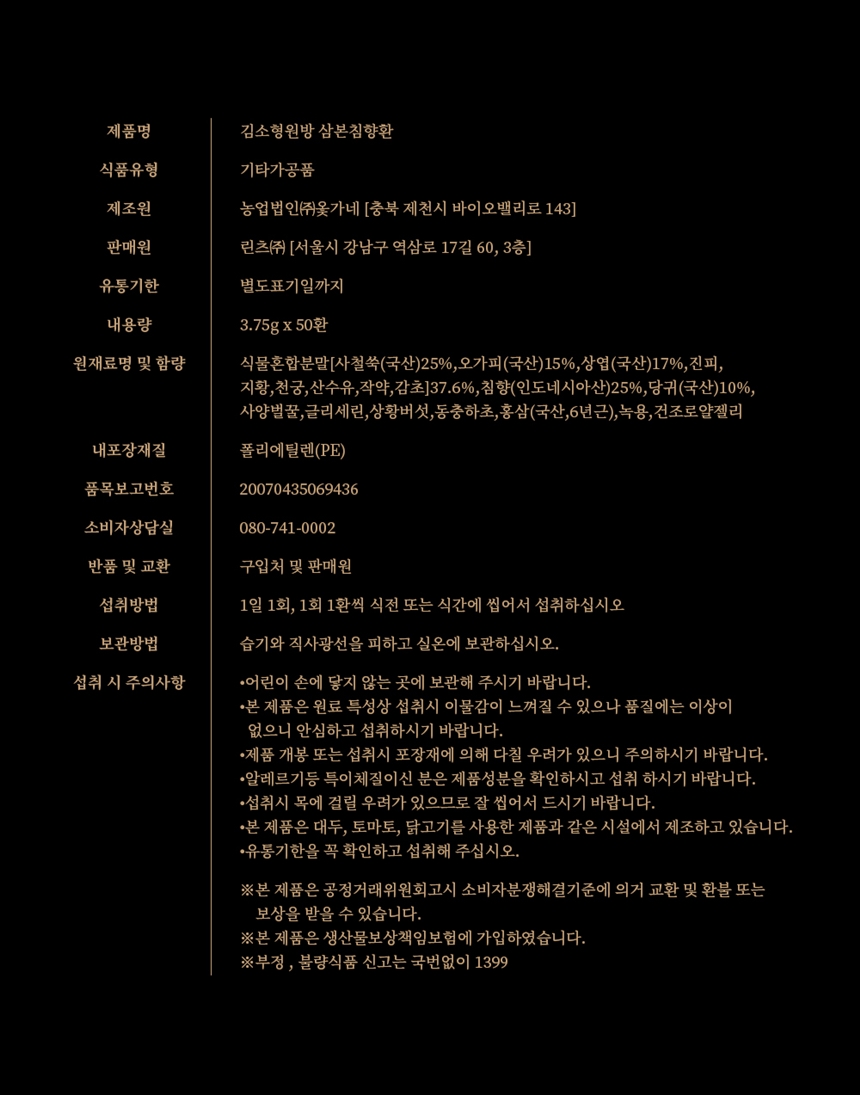 제품명 김소형원방 삼본침향환
식품유형 기타가공품
제조원 농업법인㈜옻가네 [충북 제천시 바이오밸리로 143]
판매원 린츠㈜ [서울시 강남구 역삼로 17길 60, 3층]
유통기한 별도표기일까지
내용량 3.75g x 50환
원재료명 및 함량 식물혼합분말[사철쑥(국산)25%,오가피(국산)15%,상엽(국산)17%,진피,
지황,천궁,산수유,작약,감초]37.6%,침향(인도네시아산)25%,당귀(국산)10%,
사양벌꿀,글리세린,상황버섯,동충하초,홍삼(국산,6년근),녹용,건조로얄젤리
내포장재질 폴리에틸렌(PE)
품목보고번호 20070435069436
소비자상담실 080-741-0002
반품 및 교환 구입처 및 판매원
섭취방법 1일 1회, 1회 1환씩 식전 또는 식간에 씹어서 섭취하십시오
보관방법 습기와 직사광선을 피하고 실온에 보관하십시오.
섭취 시 주의사항 •어린이 손에 닿지 않는 곳에 보관해 주시기 바랍니다.
•본 제품은 원료 특성상 섭취시 이물감이 느껴질 수 있으나 품질에는 이상이
없으니 안심하고 섭취하시기 바랍니다.
•제품 개봉 또는 섭취시 포장재에 의해 다칠 우려가 있으니 주의하시기 바랍니다.
•알레르기등 특이체질이신 분은 제품성분을 확인하시고 섭취 하시기 바랍니다.
•섭취시 목에 걸릴 우려가 있으므로 잘 씹어서 드시기 바랍니다.
•본 제품은 대두, 토마토, 닭고기를 사용한 제품과 같은 시설에서 제조하고 있습니다.
•유통기한을 꼭 확인하고 섭취해 주십시오.
※본 제품은 공정거래위원회고시 소비자분쟁해결기준에 의거 교환 및 환불 또는
보상을 받을 수 있습니다.
※본 제품은 생산물보상책임보험에 가입하였습니다.
※부정 , 불량식품 신고는 국번없이 1399